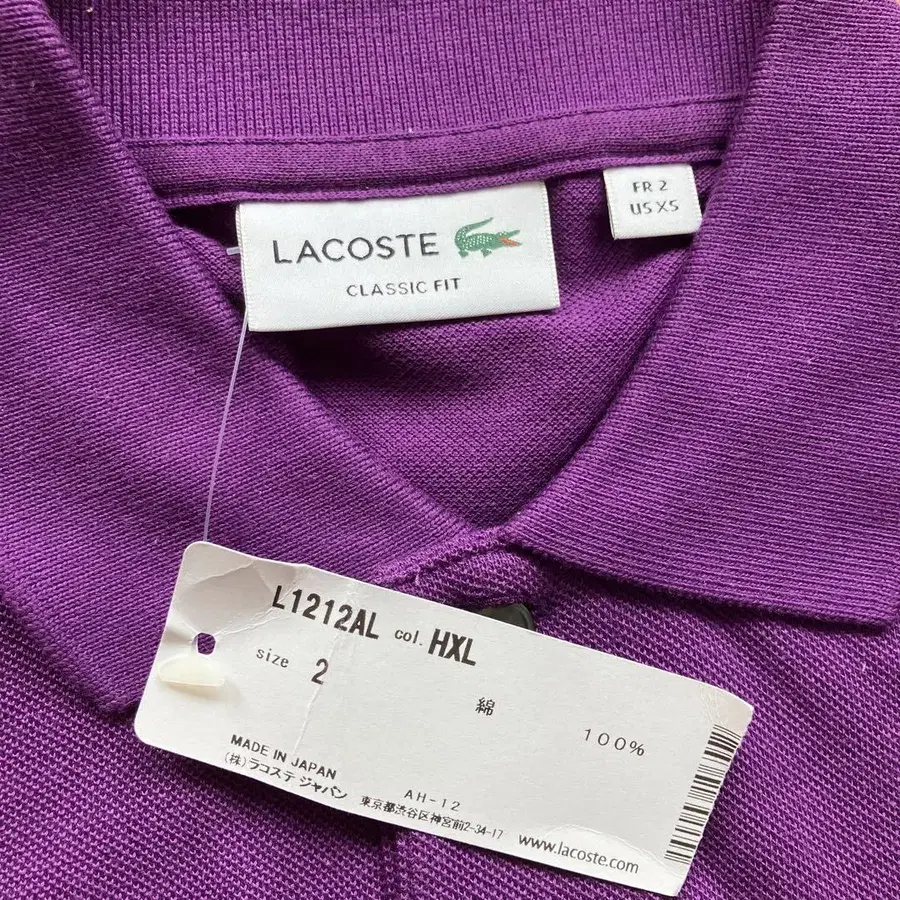 LACOSTE
CLASSIC FIT
FR 2
US XS
L1212AL col. HXL
size 2
綿 100%
MADE IN JAPAN
(株)ラコステ ジャパン
AH-12
東京都渋谷区神宮前2-34-17
www.lacoste.com